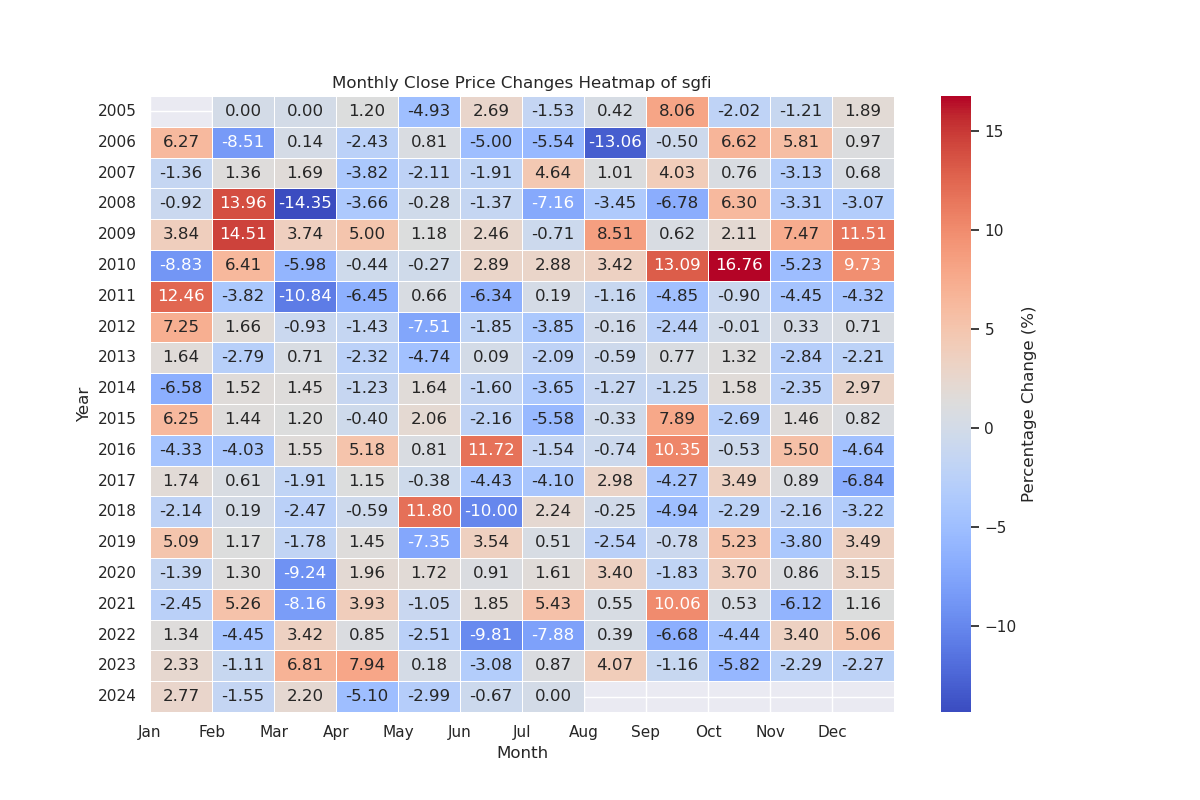 Monthly Close Price Changes Heatmap of sgfi
2005 0.00 0.00 1.20 -4.93 2.69 -1.53 0.42 8.06 -2.02 -1.21 1.89
2006 6.27 -8.51 0.14 -2.43 0.81 -5.00 -5.54 -13.06 -0.50 6.62 5.81 0.97
2007 -1.36 1.36 1.69 -3.82 -2.11 -1.91 4.64 1.01 4.03 0.76 -3.13 0.68
2008 -0.92 13.96 -14.35 -3.66 -0.28 -1.37 -7.16 -3.45 -6.78 6.30 -3.31 -3.07
2009 3.84 14.51 3.74 5.00 1.18 2.46 -0.71 8.51 0.62 2.11 7.47 11.51
2010 -8.83 6.41 -5.98 -0.44 -0.27 2.89 2.88 3.42 13.09 16.76 -5.23 9.73
2011 12.46 -3.82 -10.84 -6.45 0.66 -6.34 0.19 -1.16 -4.85 -0.90 -4.45 -4.32
2012 7.25 1.66 -0.93 -1.43 -7.51 -1.85 -3.85 -0.16 -2.44 -0.01 0.33 0.71
2013 1.64 -2.79 0.71 -2.32 -4.74 0.09 -2.09 -0.59 0.77 1.32 -2.84 -2.21
2014 -6.58 1.52 1.45 -1.23 1.64 -1.60 -3.65 -1.27 -1.25 1.58 -2.35 2.97
2015 6.25 1.44 1.20 -0.40 2.06 -2.16 -5.58 -0.33 7.89 -2.69 1.46 0.82
2016 -4.33 -4.03 1.55 5.18 0.81 11.72 -1.54 -0.74 10.35 -0.53 5.50 -4.64
2017 1.74 0.61 -1.91 1.15 -0.38 -4.43 -4.10 2.98 -4.27 3.49 0.89 -6.84
2018 -2.14 0.19 -2.47 -0.59 11.80 -10.00 2.24 -0.25 -4.94 -2.29 -2.16 -3.22
2019 5.09 1.17 -1.78 1.45 -7.35 3.54 0.51 -2.54 -0.78 5.23 -3.80 3.49
2020 -1.39 1.30 -9.24 1.96 1.72 0.91 1.61 3.40 -1.83 3.70 0.86 3.15
2021 -2.45 5.26 -8.16 3.93 -1.05 1.85 5.43 0.55 10.06 0.53 -6.12 1.16
2022 1.34 -4.45 3.42 0.85 -2.51 -9.81 -7.88 0.39 -6.68 -4.44 3.40 5.06
2023 2.33 -1.11 6.81 7.94 0.18 -3.08 0.87 4.07 -1.16 -5.82 -2.29 -2.27
2024 2.77 -1.55 2.20 -5.10 -2.99 -0.67 0.00
Jan Feb Mar Apr May Jun Jul Aug Sep Oct Nov Dec
Month
Year
15
10
5
0
−5
−10
Percentage Change (%)